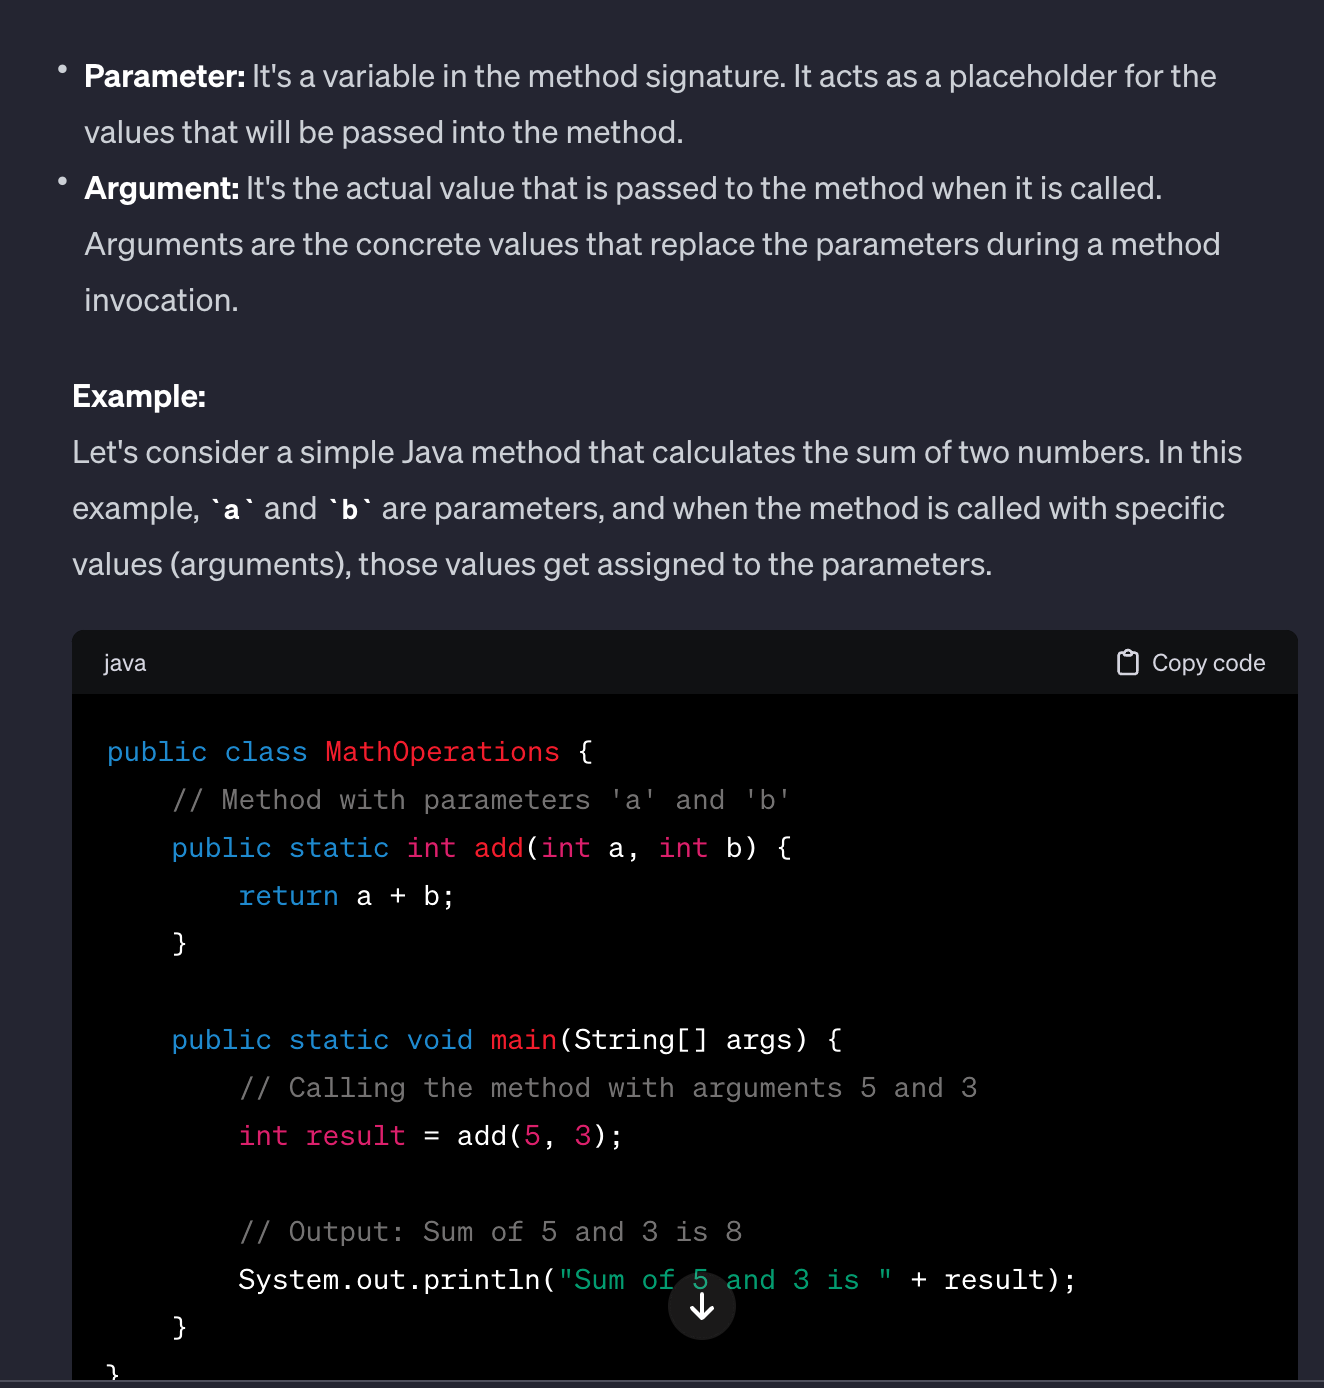 • Parameter: It's a variable in the method signature. It acts as a placeholder for the
values that will be passed into the method.
• Argument: It's the actual value that is passed to the method when it is called.
Arguments are the concrete values that replace the parameters during a method
invocation.
Example:
Let's consider a simple Java method that calculates the sum of two numbers. In this
example, `a` and `b` are parameters, and when the method is called with specific
values (arguments), those values get assigned to the parameters.
java Copy code
public class MathOperations {
    // Method with parameters 'a' and 'b'
    public static int add(int a, int b) {
        return a + b;
    }
    public static void main(String[] args) {
        // Calling the method with arguments 5 and 3
        int result = add(5, 3);
        // Output: Sum of 5 and 3 is 8
        System.out.println("Sum of 5 and 3 is " + result);
    }
}